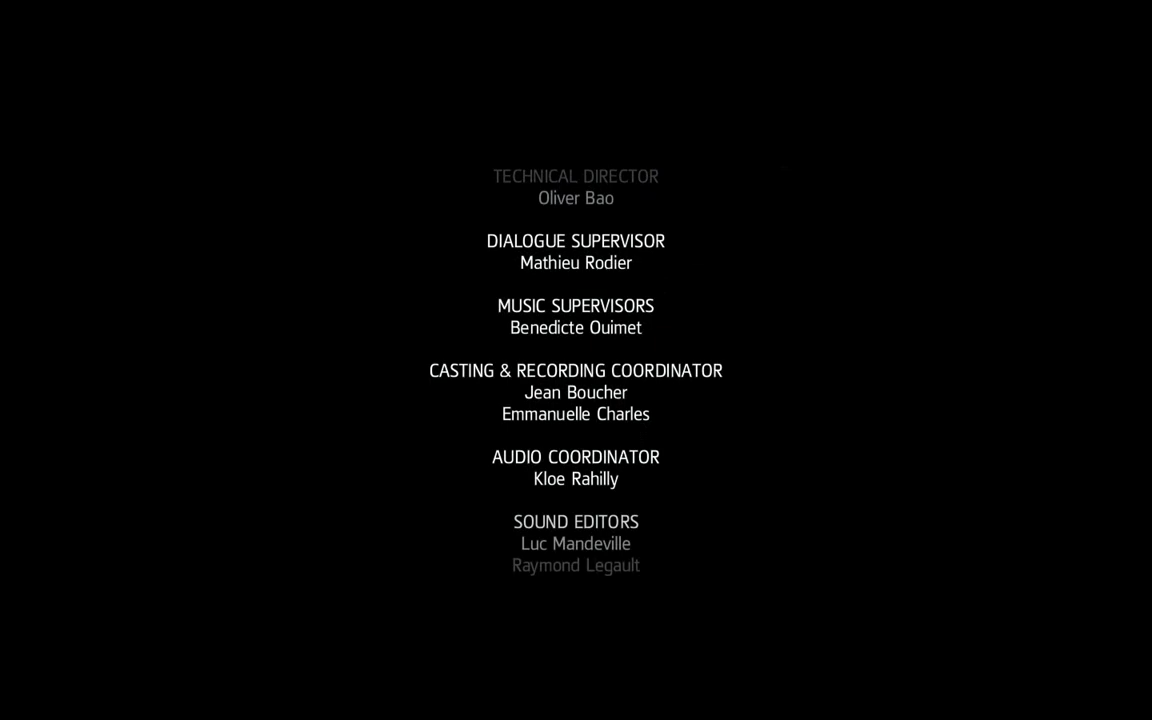 TECHNICAL DIRECTOR
Oliver Bao
DIALOGUE SUPERVISOR
Mathieu Rodier
MUSIC SUPERVISORS
Benedicte Ouimet
CASTING & RECORDING COORDINATOR
Jean Boucher
Emmanuelle Charles
AUDIO COORDINATOR
Kloe Rahilly
SOUND EDITORS
Luc Mandeville
Raymond Legault